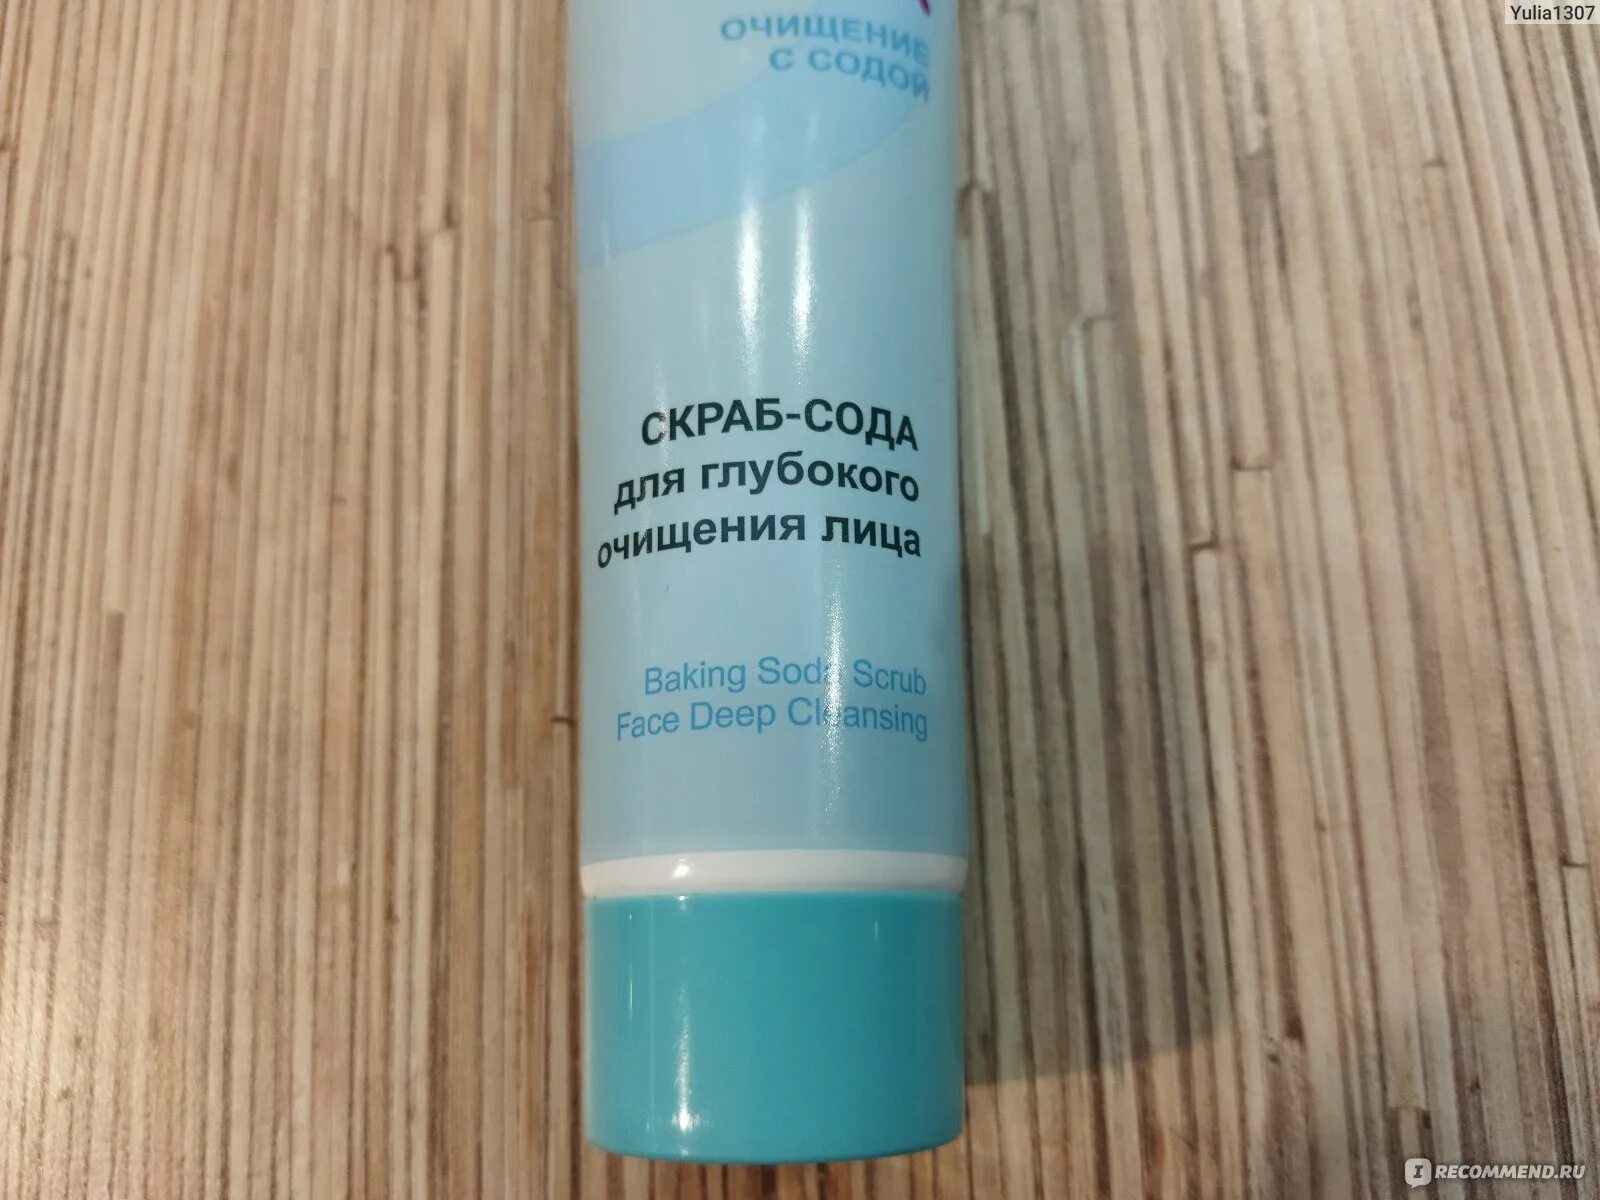 Yulia1307
ОЧИЩЕНИЕ
С СОДОЙ
СКРАБ-СОДА
для глубокого
очищения лица
Baking Soda Scrub
Face Deep Cleansing
RECOMMEND.RU